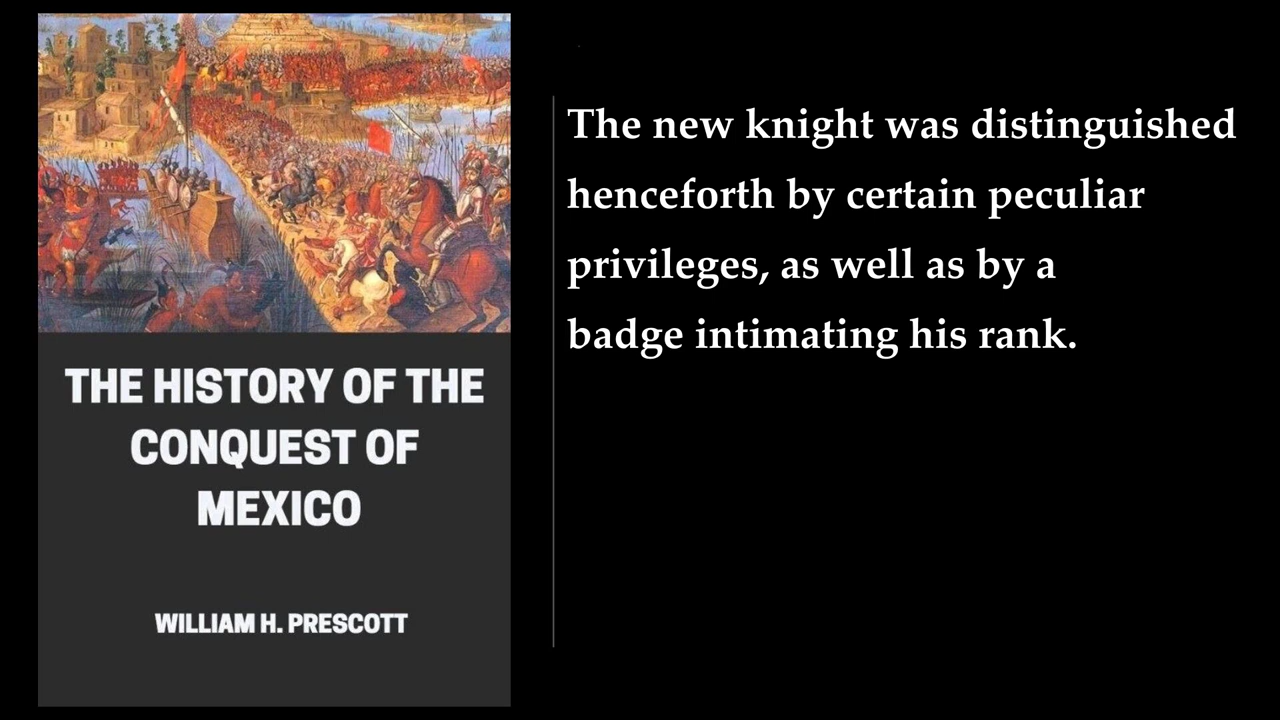 THE HISTORY OF THE
CONQUEST OF
MEXICO
WILLIAM H. PRESCOTT
The new knight was distinguished
henceforth by certain peculiar
privileges, as well as by a
badge intimating his rank.